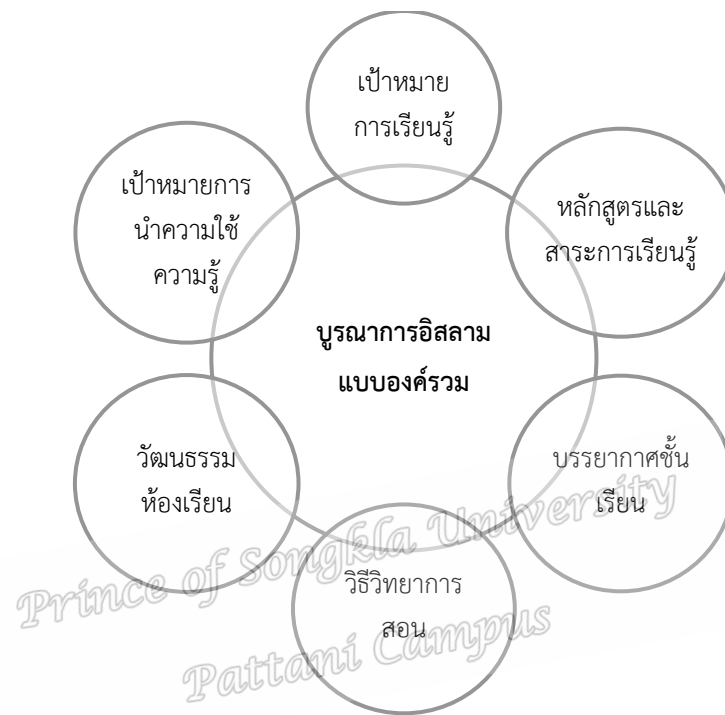 เป้าหมาย
การเรียนรู้
หลักสูตรและ
สาระการเรียนรู้
บรรยากาศชั้น
เรียน
วิธีวิทยาการ
สอน
วัฒนธรรม
ห้องเรียน
เป้าหมายการ
นำความใช้
ความรู้
บูรณาการอิสลาม
แบบองค์รวม
Prince of Songkla University
Pattani Campus